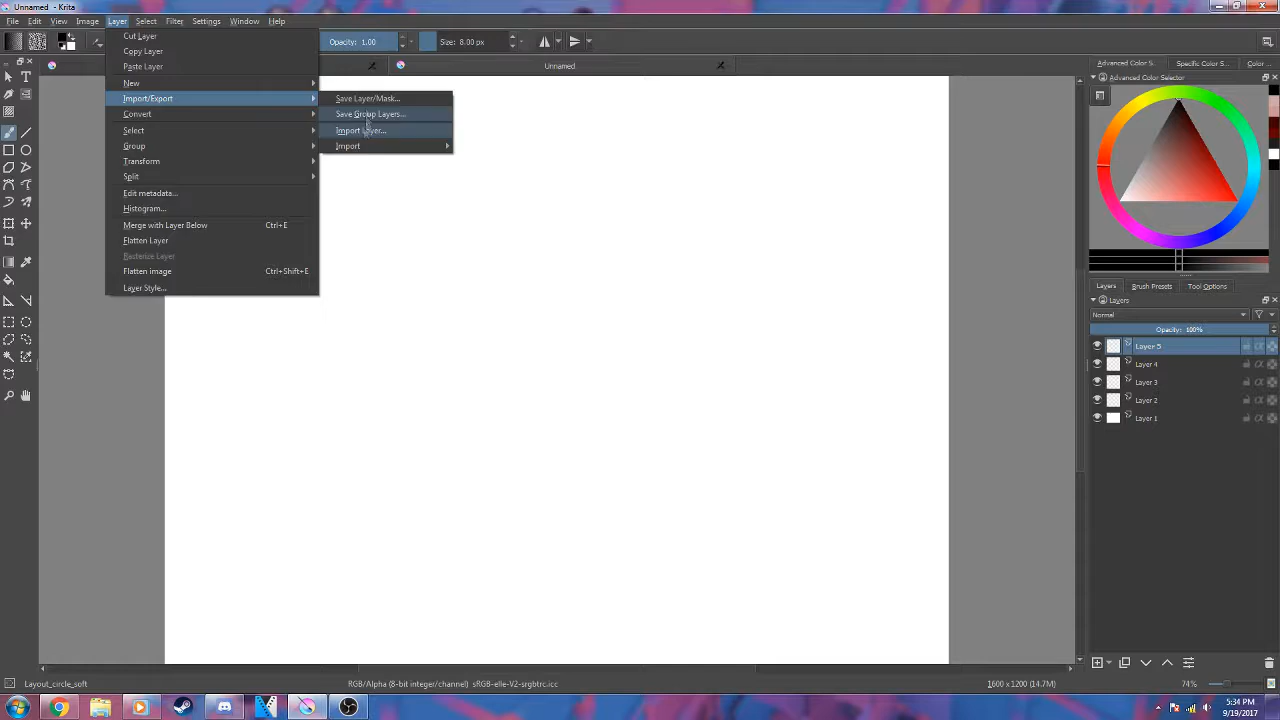 Unnamed - Krita
File Edit View Image Layer Select Filter Settings Window Help
Opacity: 1.00 Size: 8.00 px
Unnamed
Cut Layer
Copy Layer
Paste Layer
New
Import/Export
Convert
Select
Group
Transform
Split
Edit metadata...
Histogram...
Merge with Layer Below Ctrl+E
Flatten Layer
Rasterize Layer
Flatten image Ctrl+Shift+E
Layer Style...
Save Layer/Mask...
Save Group Layers...
Import Layer...
Import
Advanced Color S... Specific Color S... Color ...
Advanced Color Selector
Layers Brush Presets Tool Options
Layers
Normal
Opacity: 100%
Layer 5
Layer 4
Layer 3
Layer 2
Layer 1
Layout_circle_soft
RGB/Alpha (8-bit integer/channel) sRGB-elle-V2-srgbtrc.icc
1600 x 1200 (14.7M)
74%
5:34 PM
9/19/2017